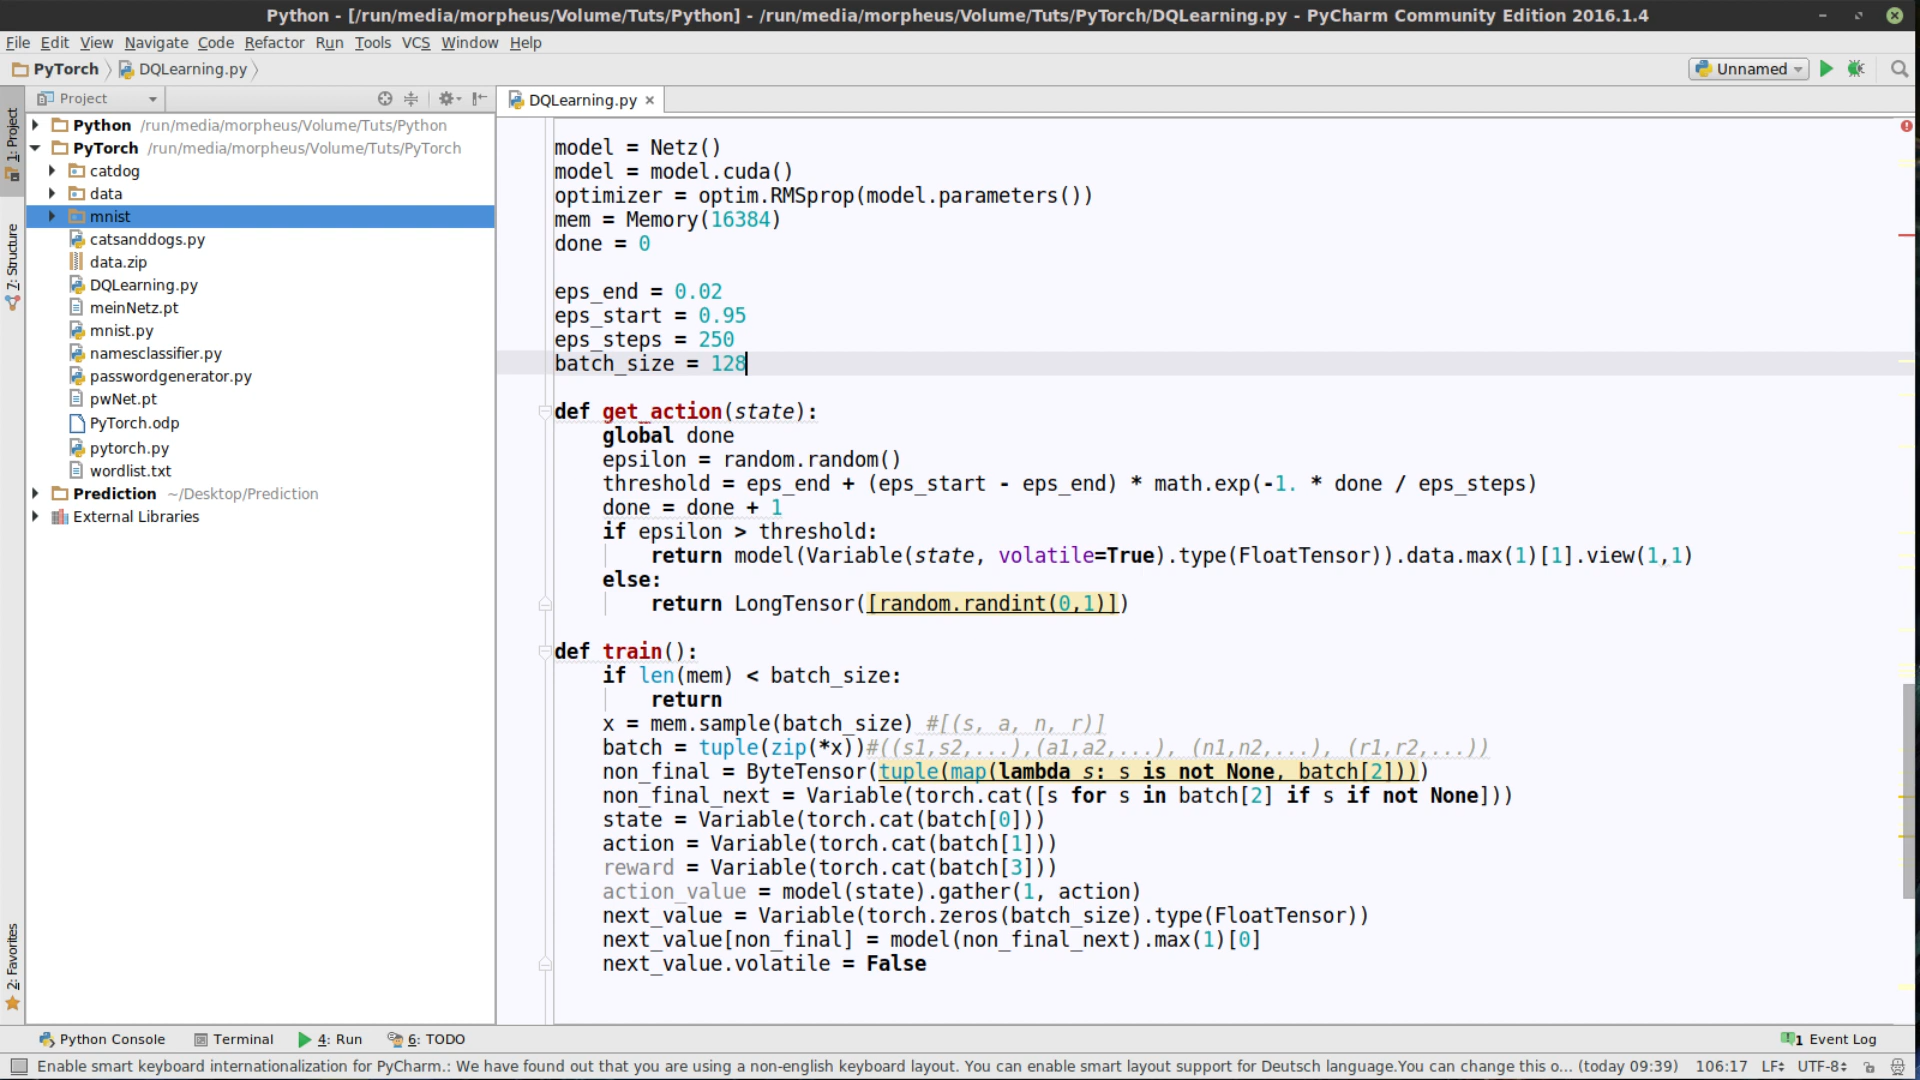 Python - [/run/media/morpheus/Volume/Tuts/Python] - /run/media/morpheus/Volume/Tuts/PyTorch/DQLearning.py - PyCharm Community Edition 2016.1.4
File Edit View Navigate Code Refactor Run Tools VCS Window Help
PyTorch DQLearning.py
Unnamed
Project
DQLearning.py ×
1: Project
7: Structure
2: Favorites
Python /run/media/morpheus/Volume/Tuts/Python
PyTorch /run/media/morpheus/Volume/Tuts/PyTorch
catdog
data
mnist
catsanddogs.py
data.zip
DQLearning.py
meinNetz.pt
mnist.py
namesclassifier.py
passwordgenerator.py
pwNet.pt
PyTorch.odp
pytorch.py
wordlist.txt
Prediction ~/Desktop/Prediction
External Libraries
model = Netz()
model = model.cuda()
optimizer = optim.RMSprop(model.parameters())
mem = Memory(16384)
done = 0
eps_end = 0.02
eps_start = 0.95
eps_steps = 250
batch_size = 128
def get_action(state):
    global done
    epsilon = random.random()
    threshold = eps_end + (eps_start - eps_end) * math.exp(-1. * done / eps_steps)
    done = done + 1
    if epsilon > threshold:
        return model(Variable(state, volatile=True).type(FloatTensor)).data.max(1)[1].view(1,1)
    else:
        return LongTensor([random.randint(0,1)])
def train():
    if len(mem) < batch_size:
        return
    x = mem.sample(batch_size) #[(s, a, n, r)]
    batch = tuple(zip(*x))#((s1,s2,...),(a1,a2,...), (n1,n2,...), (r1,r2,...))
    non_final = ByteTensor(tuple(map(lambda s: s is not None, batch[2])))
    non_final_next = Variable(torch.cat([s for s in batch[2] if s if not None]))
    state = Variable(torch.cat(batch[0]))
    action = Variable(torch.cat(batch[1]))
    reward = Variable(torch.cat(batch[3]))
    action_value = model(state).gather(1, action)
    next_value = Variable(torch.zeros(batch_size).type(FloatTensor))
    next_value[non_final] = model(non_final_next).max(1)[0]
    next_value.volatile = False
Python Console Terminal 4: Run 6: TODO 1 Event Log
Enable smart keyboard internationalization for PyCharm.: We have found out that you are using a non-english keyboard layout. You can enable smart layout support for Deutsch language.You can change this o... (today 09:39) 106:17 LF UTF-8